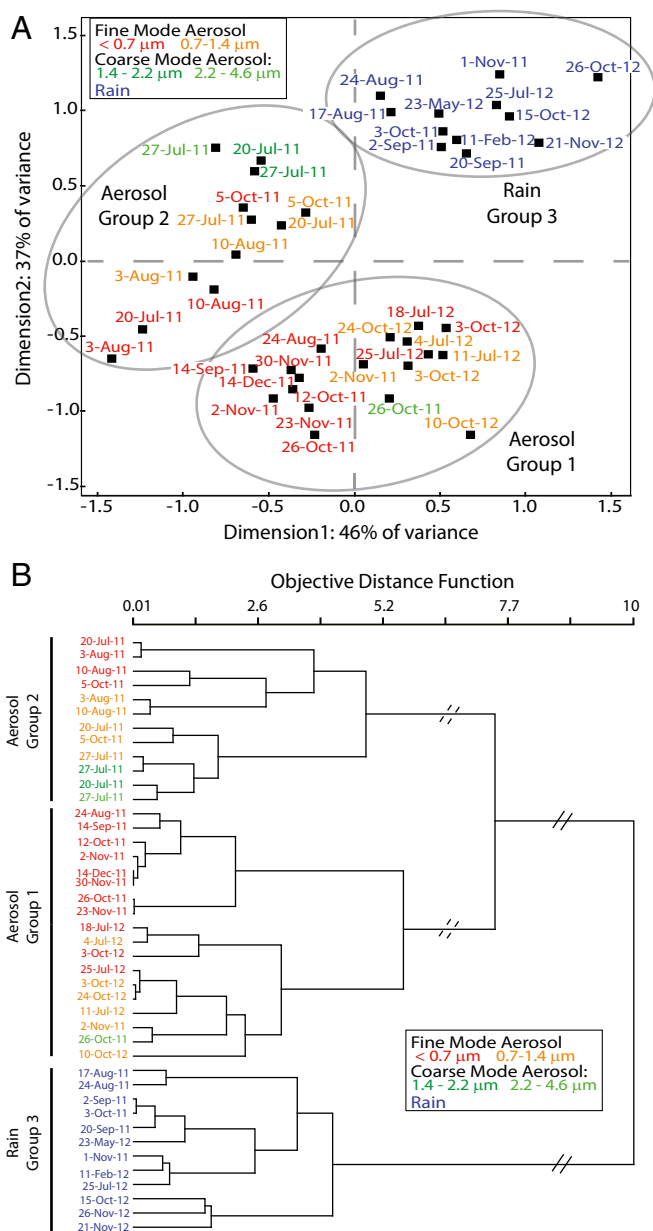 A
Fine Mode Aerosol
< 0.7 μm 0.7-1.4 μm
Coarse Mode Aerosol:
1.4 - 2.2 μm 2.2 - 4.6 μm
Rain
1.5
1.0
0.5
0.0
-0.5
-1.0
-1.5
Dimension2: 37% of variance
1-Nov-11
26-Oct-12
24-Aug-11
25-Jul-12
17-Aug-11
23-May-12
15-Oct-12
3-Oct-11
11-Feb-12
21-Nov-12
2-Sep-11
20-Sep-11
Rain
Group 3
27-Jul-11
20-Jul-11
27-Jul-11
Aerosol
Group 2
5-Oct-11
5-Oct-11
27-Jul-11
20-Jul-11
10-Aug-11
3-Aug-11
10-Aug-11
20-Jul-11
3-Aug-11
18-Jul-12
24-Oct-12
3-Oct-12
24-Aug-11
4-Jul-12
25-Jul-12
11-Jul-12
30-Nov-11
14-Sep-11
2-Nov-11
3-Oct-12
14-Dec-11
12-Oct-11
2-Nov-11
26-Oct-11
23-Nov-11
10-Oct-12
26-Oct-11
Aerosol
Group 1
-1.5 -1.0 -0.5 0.0 0.5 1.0 1.5
Dimension1: 46% of variance
B
Objective Distance Function
0.01 2.6 5.2 7.7 10
Aerosol
Group 2
20-Jul-11
3-Aug-11
10-Aug-11
5-Oct-11
3-Aug-11
10-Aug-11
20-Jul-11
5-Oct-11
27-Jul-11
27-Jul-11
20-Jul-11
27-Jul-11
Aerosol
Group 1
24-Aug-11
14-Sep-11
12-Oct-11
2-Nov-11
14-Dec-11
30-Nov-11
26-Oct-11
23-Nov-11
18-Jul-12
4-Jul-12
3-Oct-12
25-Jul-12
3-Oct-12
24-Oct-12
11-Jul-12
2-Nov-11
26-Oct-11
10-Oct-12
Rain
Group 3
17-Aug-11
24-Aug-11
2-Sep-11
3-Oct-11
20-Sep-11
23-May-12
1-Nov-11
11-Feb-12
25-Jul-12
15-Oct-12
26-Nov-12
21-Nov-12
Fine Mode Aerosol
< 0.7 μm 0.7-1.4 μm
Coarse Mode Aerosol:
1.4 - 2.2 μm 2.2 - 4.6 μm
Rain